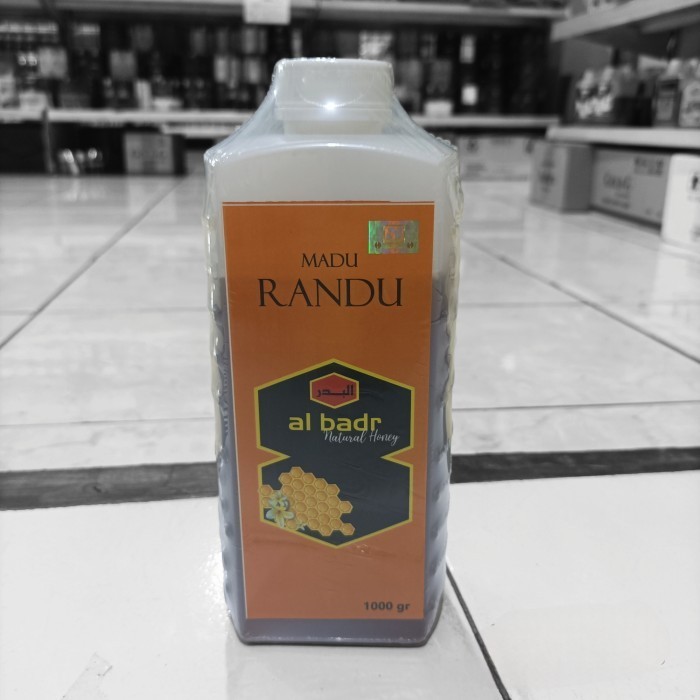 MADU
RANDU
البدر
al badr
Natural Honey
1000 gr